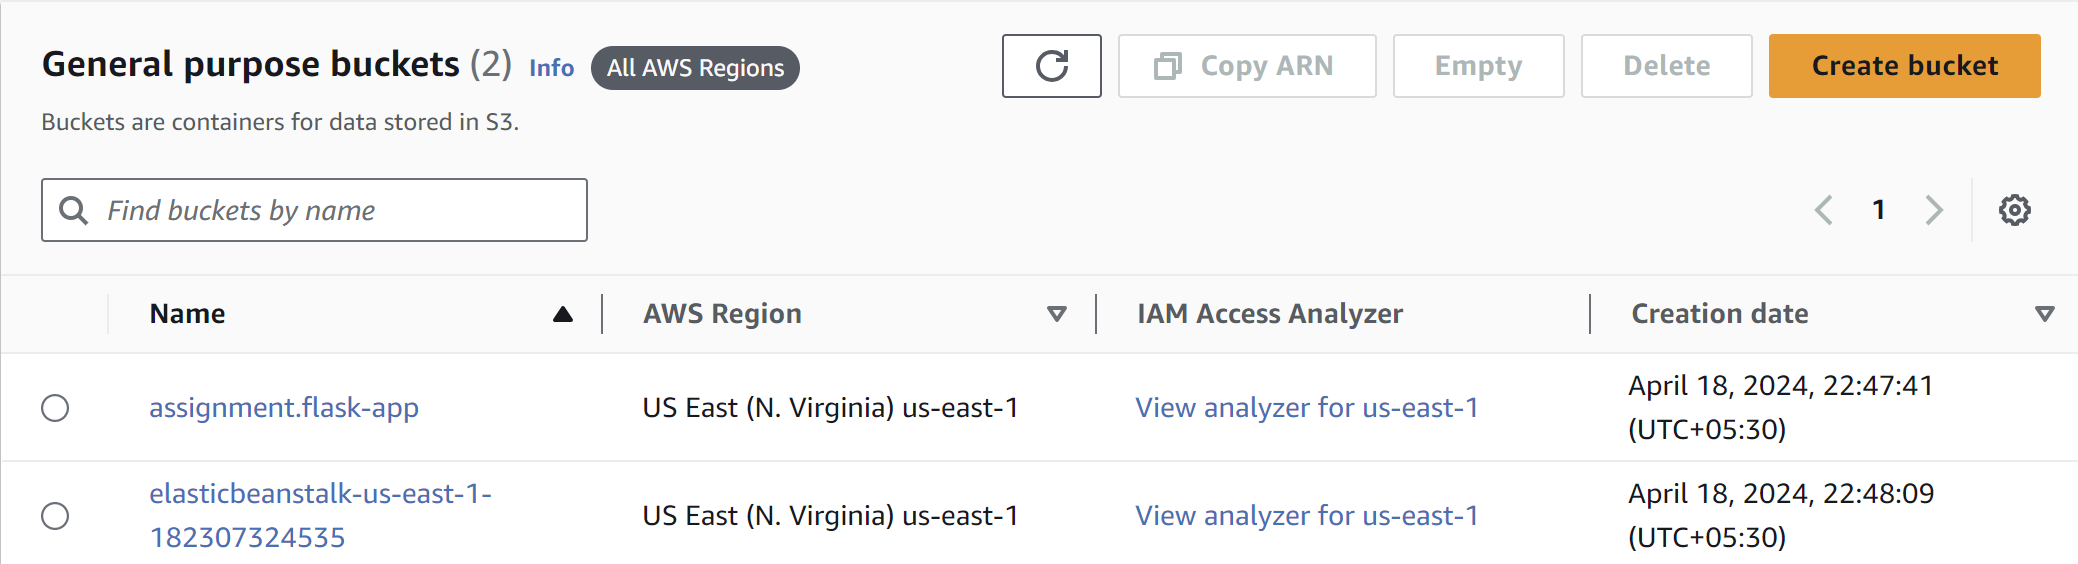 General purpose buckets (2) Info All AWS Regions
Copy ARN Empty Delete Create bucket
Buckets are containers for data stored in S3.
Find buckets by name
1
Name AWS Region IAM Access Analyzer Creation date
assignment.flask-app US East (N. Virginia) us-east-1 View analyzer for us-east-1 April 18, 2024, 22:47:41
(UTC+05:30)
elasticbeanstalk-us-east-1-
182307324535 US East (N. Virginia) us-east-1 View analyzer for us-east-1 April 18, 2024, 22:48:09
(UTC+05:30)